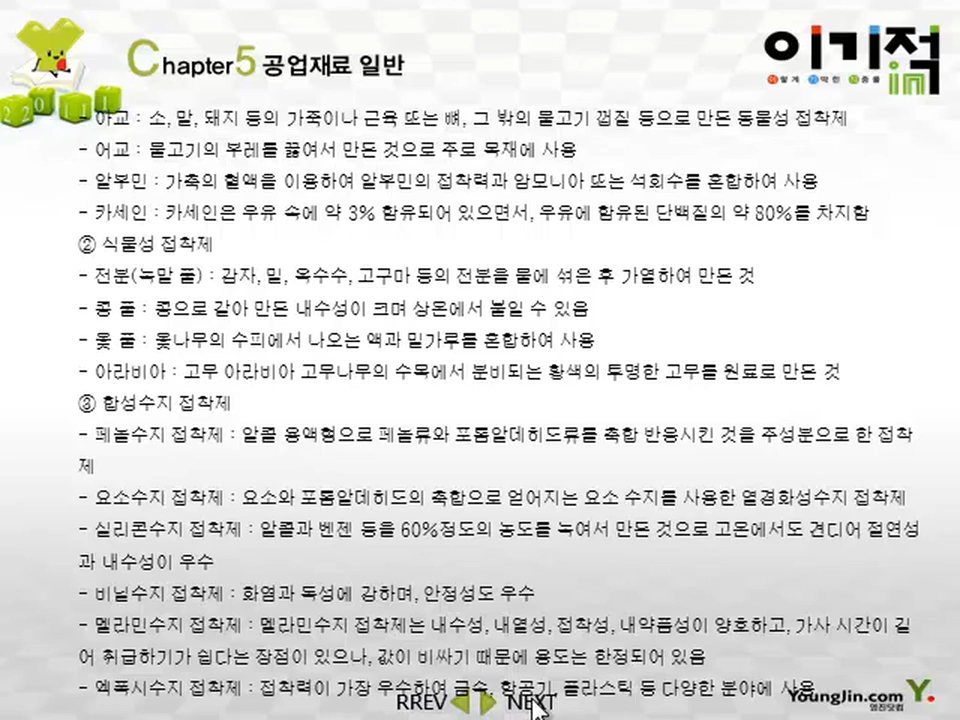 Chapter5 공업재료 일반
이기적in
- 아교 : 소, 말, 돼지 등의 가죽이나 근육 또는 뼈, 그 밖의 물고기 껍질 등으로 만든 동물성 접착제
- 어교 : 물고기의 부레를 끓여서 만든 것으로 주로 목재에 사용
- 알부민 : 가축의 혈액을 이용하여 알부민의 접착력과 암모니아 또는 석회수를 혼합하여 사용
- 카세인 : 카세인은 우유 속에 약 3% 함유되어 있으면서, 우유에 함유된 단백질의 약 80%를 차지함
② 식물성 접착제
- 전분(녹말 풀) : 감자, 밀, 옥수수, 고구마 등의 전분을 물에 섞은 후 가열하여 만든 것
- 콩 풀 : 콩으로 갈아 만든 내수성이 크며 상온에서 붙일 수 있음
- 옻 풀 : 옻나무의 수피에서 나오는 액과 밀가루를 혼합하여 사용
- 아라비아 : 고무 아라비아 고무나무의 수목에서 분비되는 황색의 투명한 고무를 원료로 만든 것
③ 합성수지 접착제
- 페놀수지 접착제 : 알콜 용액형으로 페놀류와 포름알데히드류를 축합 반응시킨 것을 주성분으로 한 접착
제
- 요소수지 접착제 : 요소와 포름알데히드의 축합으로 얻어지는 요소 수지를 사용한 열경화성수지 접착제
- 실리콘수지 접착제 : 알콜과 벤젠 등을 60%정도의 농도를 녹여서 만든 것으로 고온에서도 견디어 절연성
과 내수성이 우수
- 비닐수지 접착제 : 화염과 독성에 강하며, 안정성도 우수
- 멜라민수지 접착제 : 멜라민수지 접착제는 내수성, 내열성, 접착성, 내약품성이 양호하고, 가사 시간이 길
어 취급하기가 쉽다는 장점이 있으나, 값이 비싸기 때문에 용도는 한정되어 있음
- 엑폭시수지 접착제 : 접착력이 가장 우수하여 금속, 항공기, 플라스틱 등 다양한 분야에 사용
RREV NEXT
YoungJin.com Y.
영진닷컴